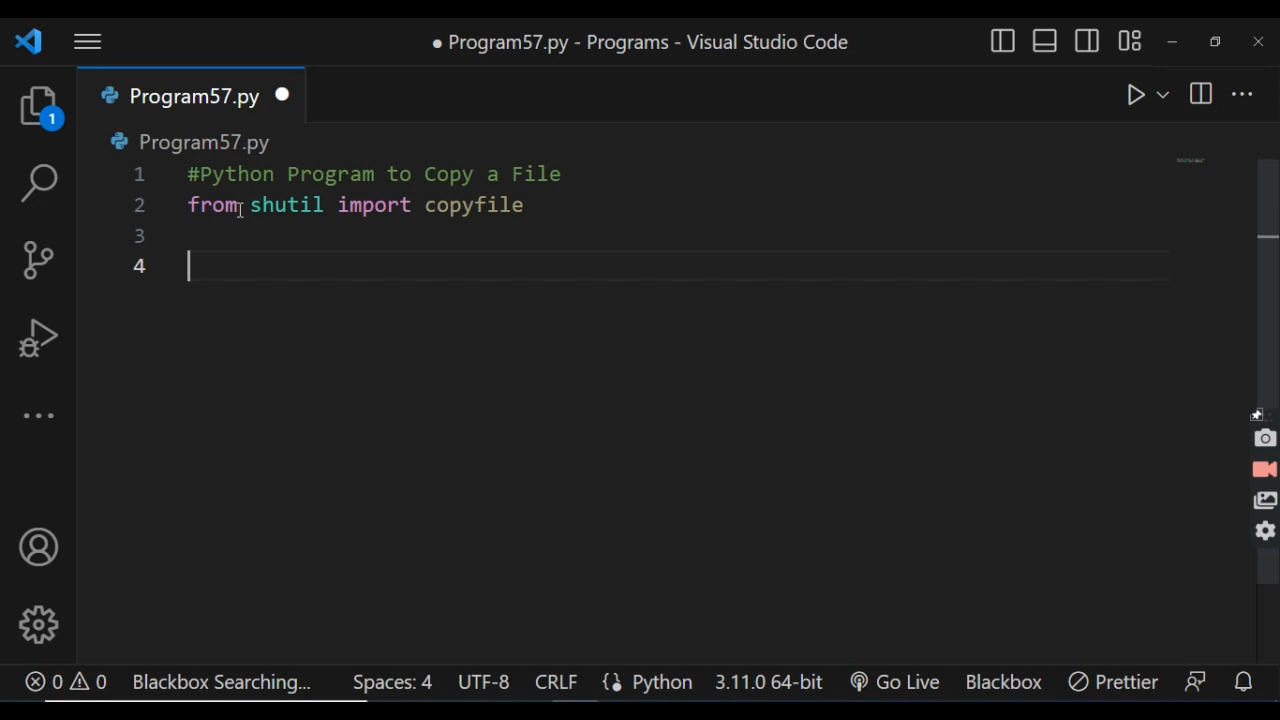 ● Program57.py - Programs - Visual Studio Code
Program57.py
Program57.py
1 #Python Program to Copy a File
2 from shutil import copyfile
3
4
1
0 0 Blackbox Searching... Spaces: 4 UTF-8 CRLF Python 3.11.0 64-bit Go Live Blackbox Prettier